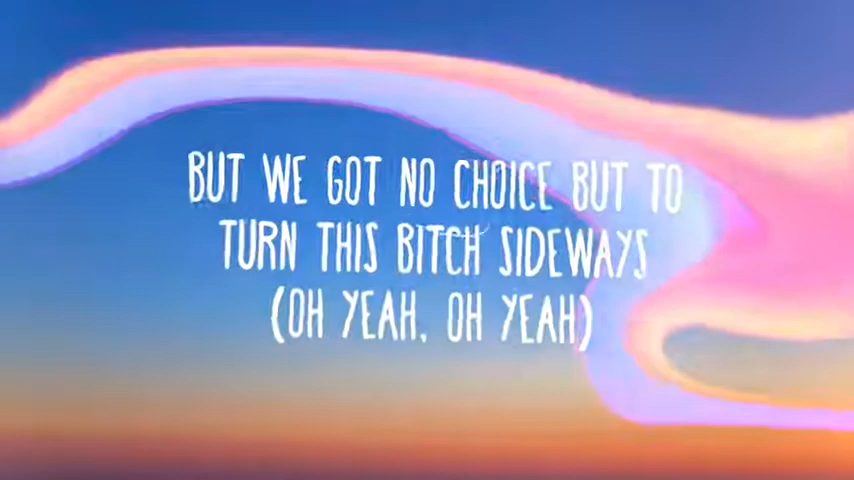 BUT WE GOT NO CHOICE BUT TO
TURN THIS BITCH SIDEWAYS
(OH YEAH, OH YEAH)